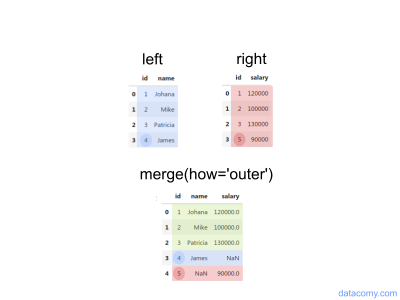 left right
id name id salary
0 1 Johana 0 1 120000
1 2 Mike 1 2 100000
2 3 Patricia 2 3 130000
3 4 James 3 5 90000
merge(how='outer')
id name salary
0 1 Johana 120000.0
1 2 Mike 100000.0
2 3 Patricia 130000.0
3 4 James NaN
4 5 NaN 90000.0
datacomy.com